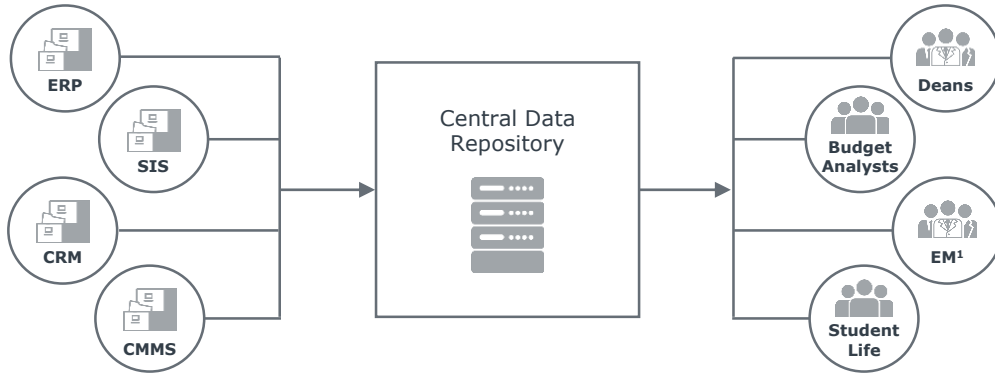 ERP
SIS
CRM
CMMS
Central Data
Repository
Deans
Budget
Analysts
EM¹
Student
Life